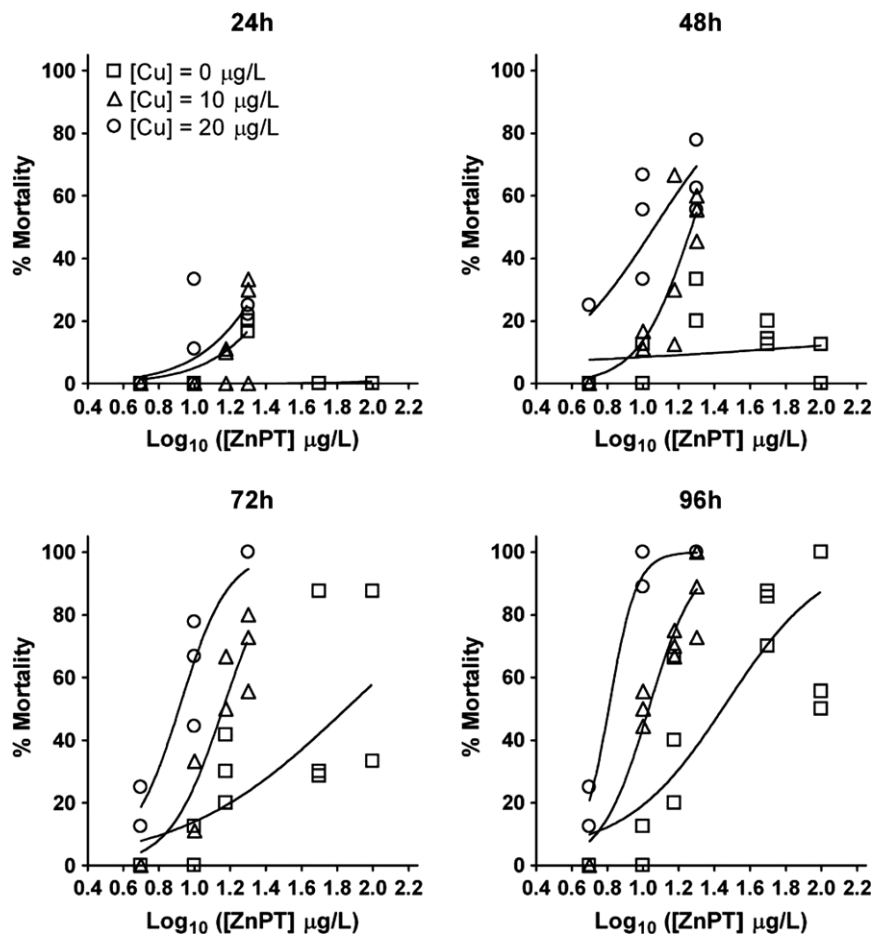 24h
48h
100
80
60
40
20
0
% Mortality
[Cu] = 0 μg/L
[Cu] = 10 μg/L
[Cu] = 20 μg/L
0.4 0.6 0.8 1.0 1.2 1.4 1.6 1.8 2.0 2.2
Log10 ([ZnPT] μg/L)
100
80
60
40
20
0
% Mortality
0.4 0.6 0.8 1.0 1.2 1.4 1.6 1.8 2.0 2.2
Log10 ([ZnPT] μg/L)
72h
96h
100
80
60
40
20
0
% Mortality
0.4 0.6 0.8 1.0 1.2 1.4 1.6 1.8 2.0 2.2
Log10 ([ZnPT] μg/L)
100
80
60
40
20
0
% Mortality
0.4 0.6 0.8 1.0 1.2 1.4 1.6 1.8 2.0 2.2
Log10 ([ZnPT] μg/L)